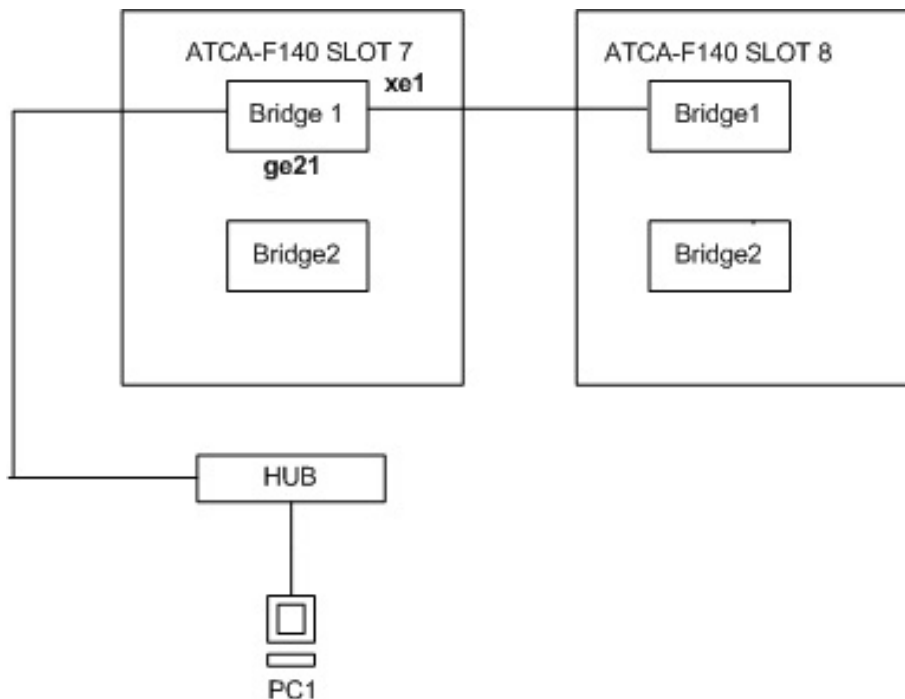 ATCA-F140 SLOT 7
ATCA-F140 SLOT 8
xe1
Bridge 1
Bridge1
ge21
Bridge2
Bridge2
HUB
PC1